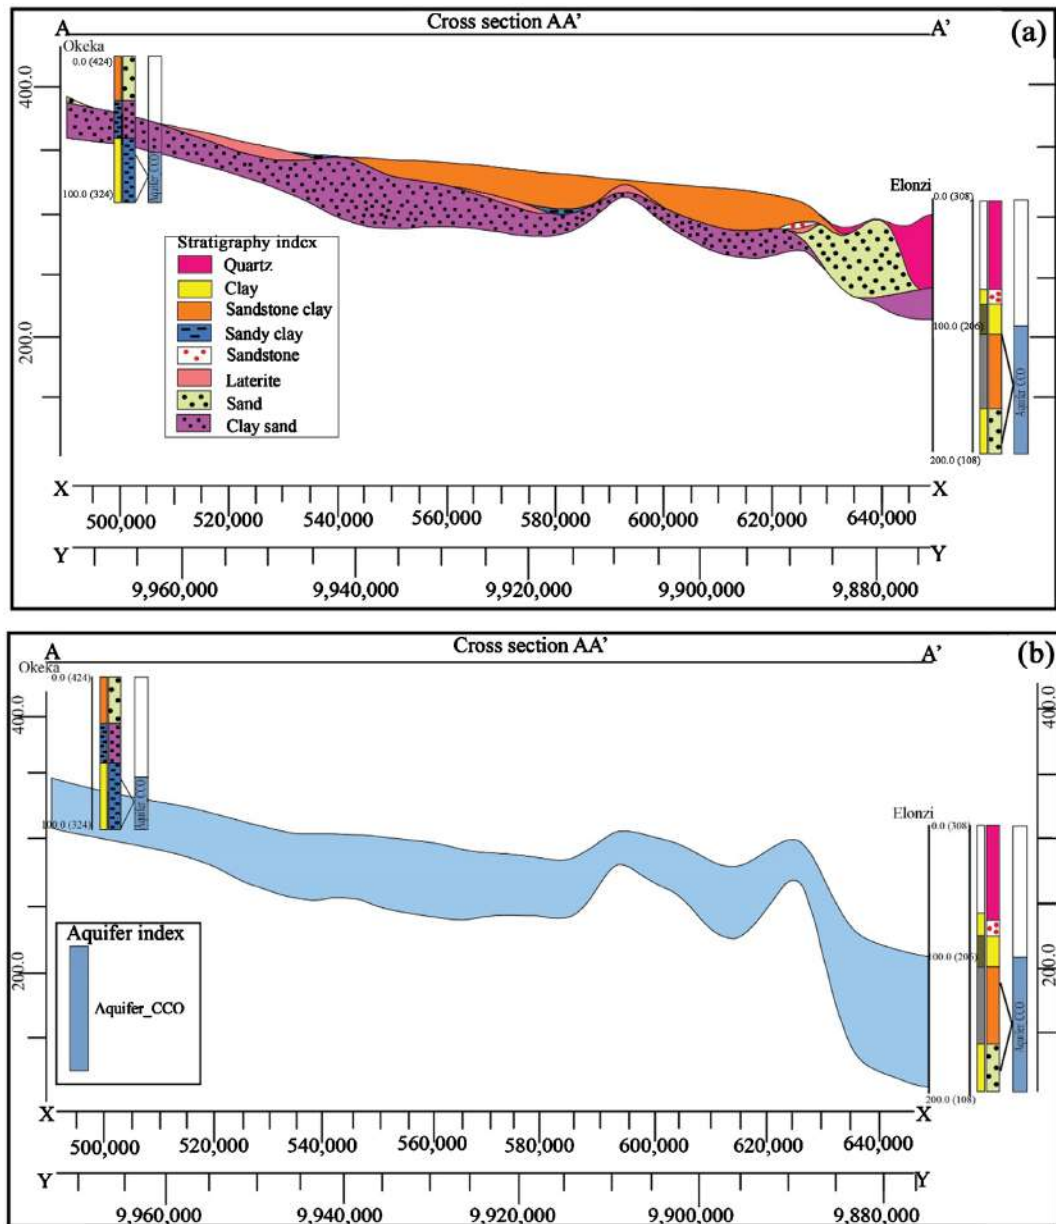 Cross section AA'
A
A'
(a)
Okeka
0.0 (424)
400.0
100.0 (324)
Aquifer_CCO
200.0
Elonzi
0.0 (308)
100.0 (206)
200.0 (108)
Aquifer_CCO
Stratigraphy index
Quartz
Clay
Sandstone clay
Sandy clay
Sandstone
Laterite
Sand
Clay sand
X
X
500,000 520,000 540,000 560,000 580,000 600,000 620,000 640,000
Y
Y
9,960,000 9,940,000 9,920,000 9,900,000 9,880,000
Cross section AA'
A
A'
(b)
Okeka
0.0 (424)
400.0
400.0
100.0 (324)
Aquifer_CCO
Elonzi
0.0 (308)
100.0 (206)
200.0 (108)
Aquifer_CCO
200.0
200.0
Aquifer index
Aquifer_CCO
X
X
500,000 520,000 540,000 560,000 580,000 600,000 620,000 640,000
Y
Y
9,960,000 9,940,000 9,920,000 9,900,000 9,880,000